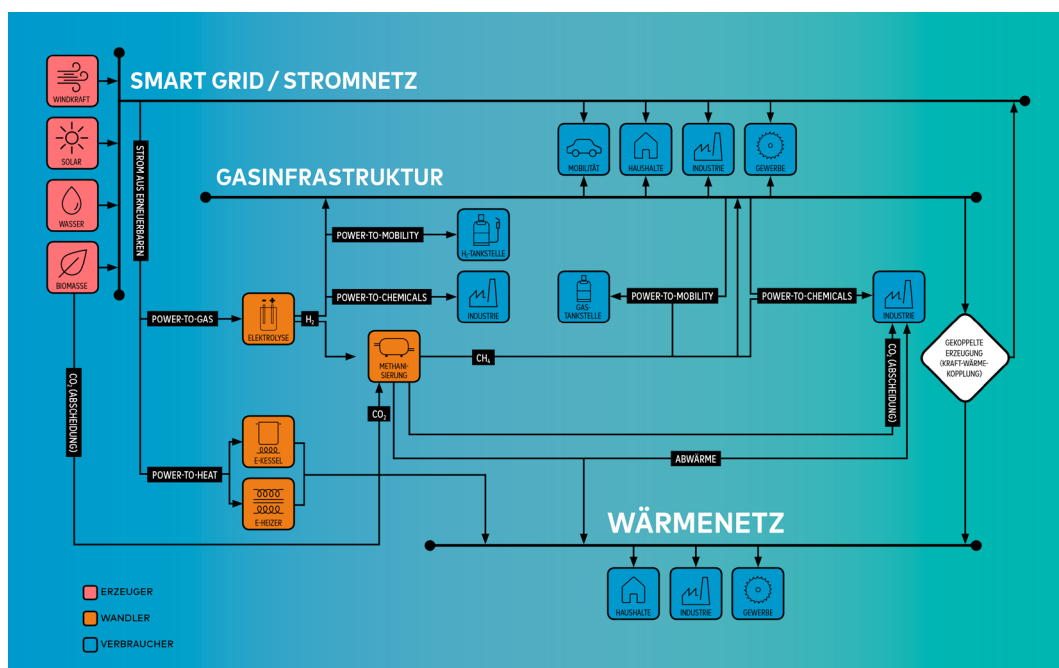 SMART GRID / STROMNETZ
WINDKRAFT
SOLAR
WASSER
BIOMASSE
STROM AUS ERNEUERBAREN
MOBILITÄT
HAUSHALTE
INDUSTRIE
GEWERBE
GASINFRASTRUKTUR
POWER-TO-MOBILITY
H₂-TANKSTELLE
POWER-TO-CHEMICALS
INDUSTRIE
GAS-
TANKSTELLE
POWER-TO-MOBILITY
POWER-TO-CHEMICALS
INDUSTRIE
POWER-TO-GAS
- +
ELEKTROLYSE
H₂
METHANI-
SIERUNG
CH₄
GEKOPPELTE
ERZEUGUNG
(KRAFT-WÄRME-
KOPPLUNG)
CO₂ (ABSCHEIDUNG)
CO₂
CO₂ (ABSCHEIDUNG)
E-KESSEL
POWER-TO-HEAT
E-HEIZER
ABWÄRME
WÄRMENETZ
HAUSHALTE
INDUSTRIE
GEWERBE
ERZEUGER
WANDLER
VERBRAUCHER